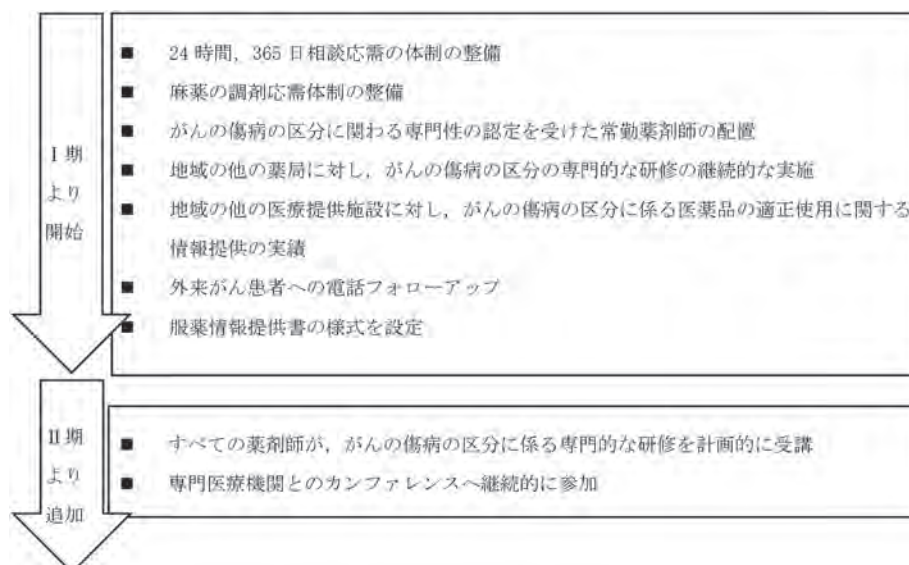 I 期
より
開始
■ 24 時間，365 日相談応需の体制の整備
■ 麻薬の調剤応需体制の整備
■ がんの傷病の区分に関わる専門性の認定を受けた常勤薬剤師の配置
■ 地域の他の薬局に対し，がんの傷病の区分の専門的な研修の継続的な実施
■ 地域の他の医療提供施設に対し，がんの傷病の区分に係る医薬品の適正使用に関する
情報提供の実績
■ 外来がん患者への電話フォローアップ
■ 服薬情報提供書の様式を設定
II 期
より
追加
■ すべての薬剤師が，がんの傷病の区分に係る専門的な研修を計画的に受講
■ 専門医療機関とのカンファレンスへ継続的に参加